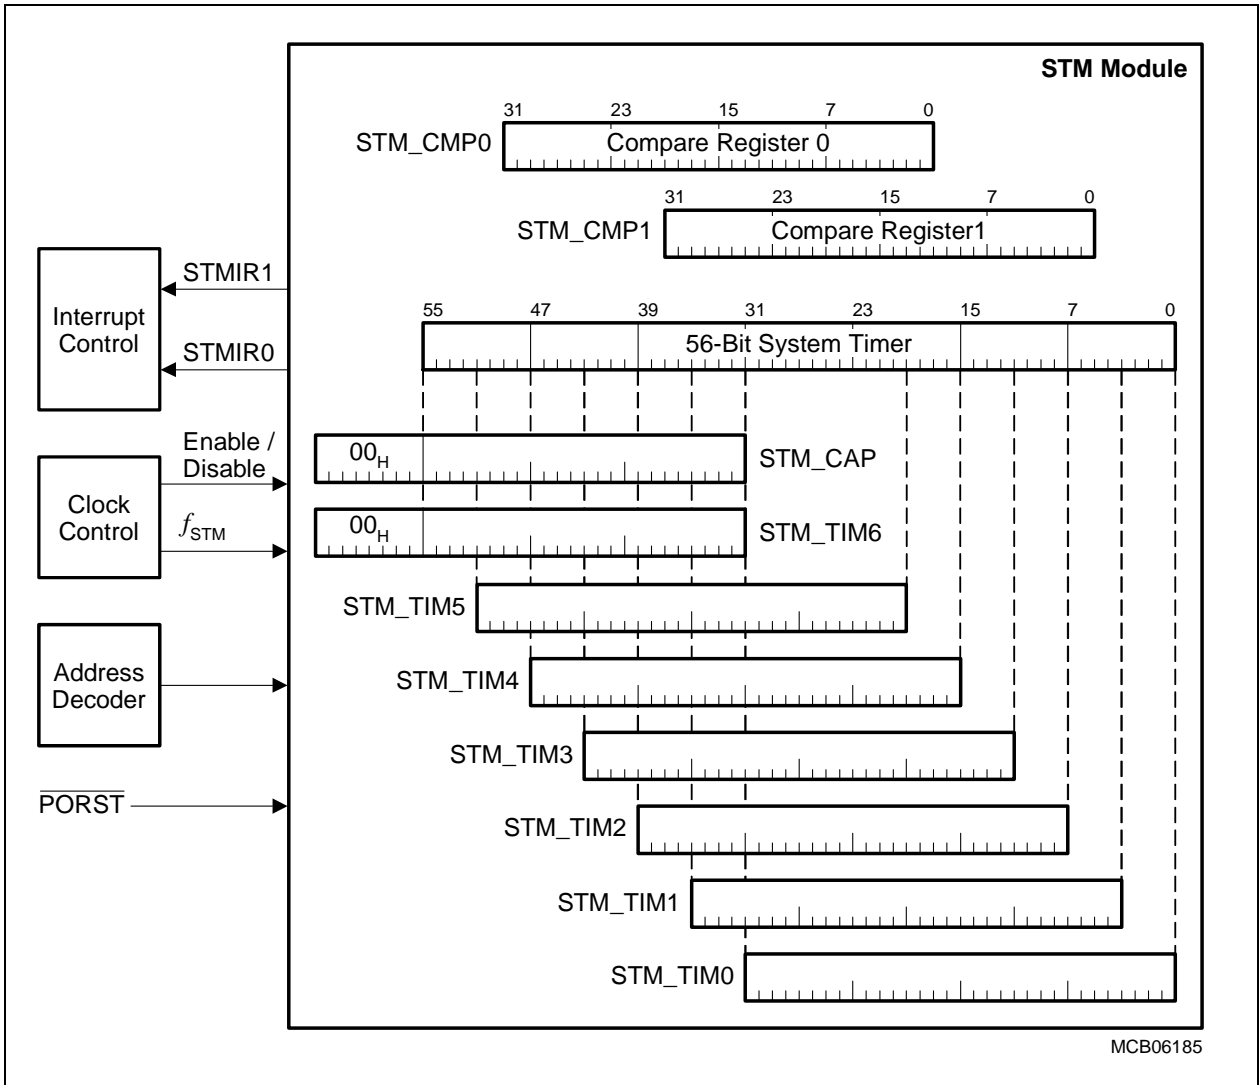 STM Module
31 23 15 7 0
STM_CMP0
Compare Register 0
31 23 15 7 0
STM_CMP1
Compare Register1
STMIR1
Interrupt
Control
STMIR0
55 47 39 31 23 15 7 0
56-Bit System Timer
Enable /
Disable
00H
STM_CAP
Clock
Control
fSTM
00H
STM_TIM6
STM_TIM5
Address
Decoder
STM_TIM4
STM_TIM3
PORST
STM_TIM2
STM_TIM1
STM_TIM0
MCB06185